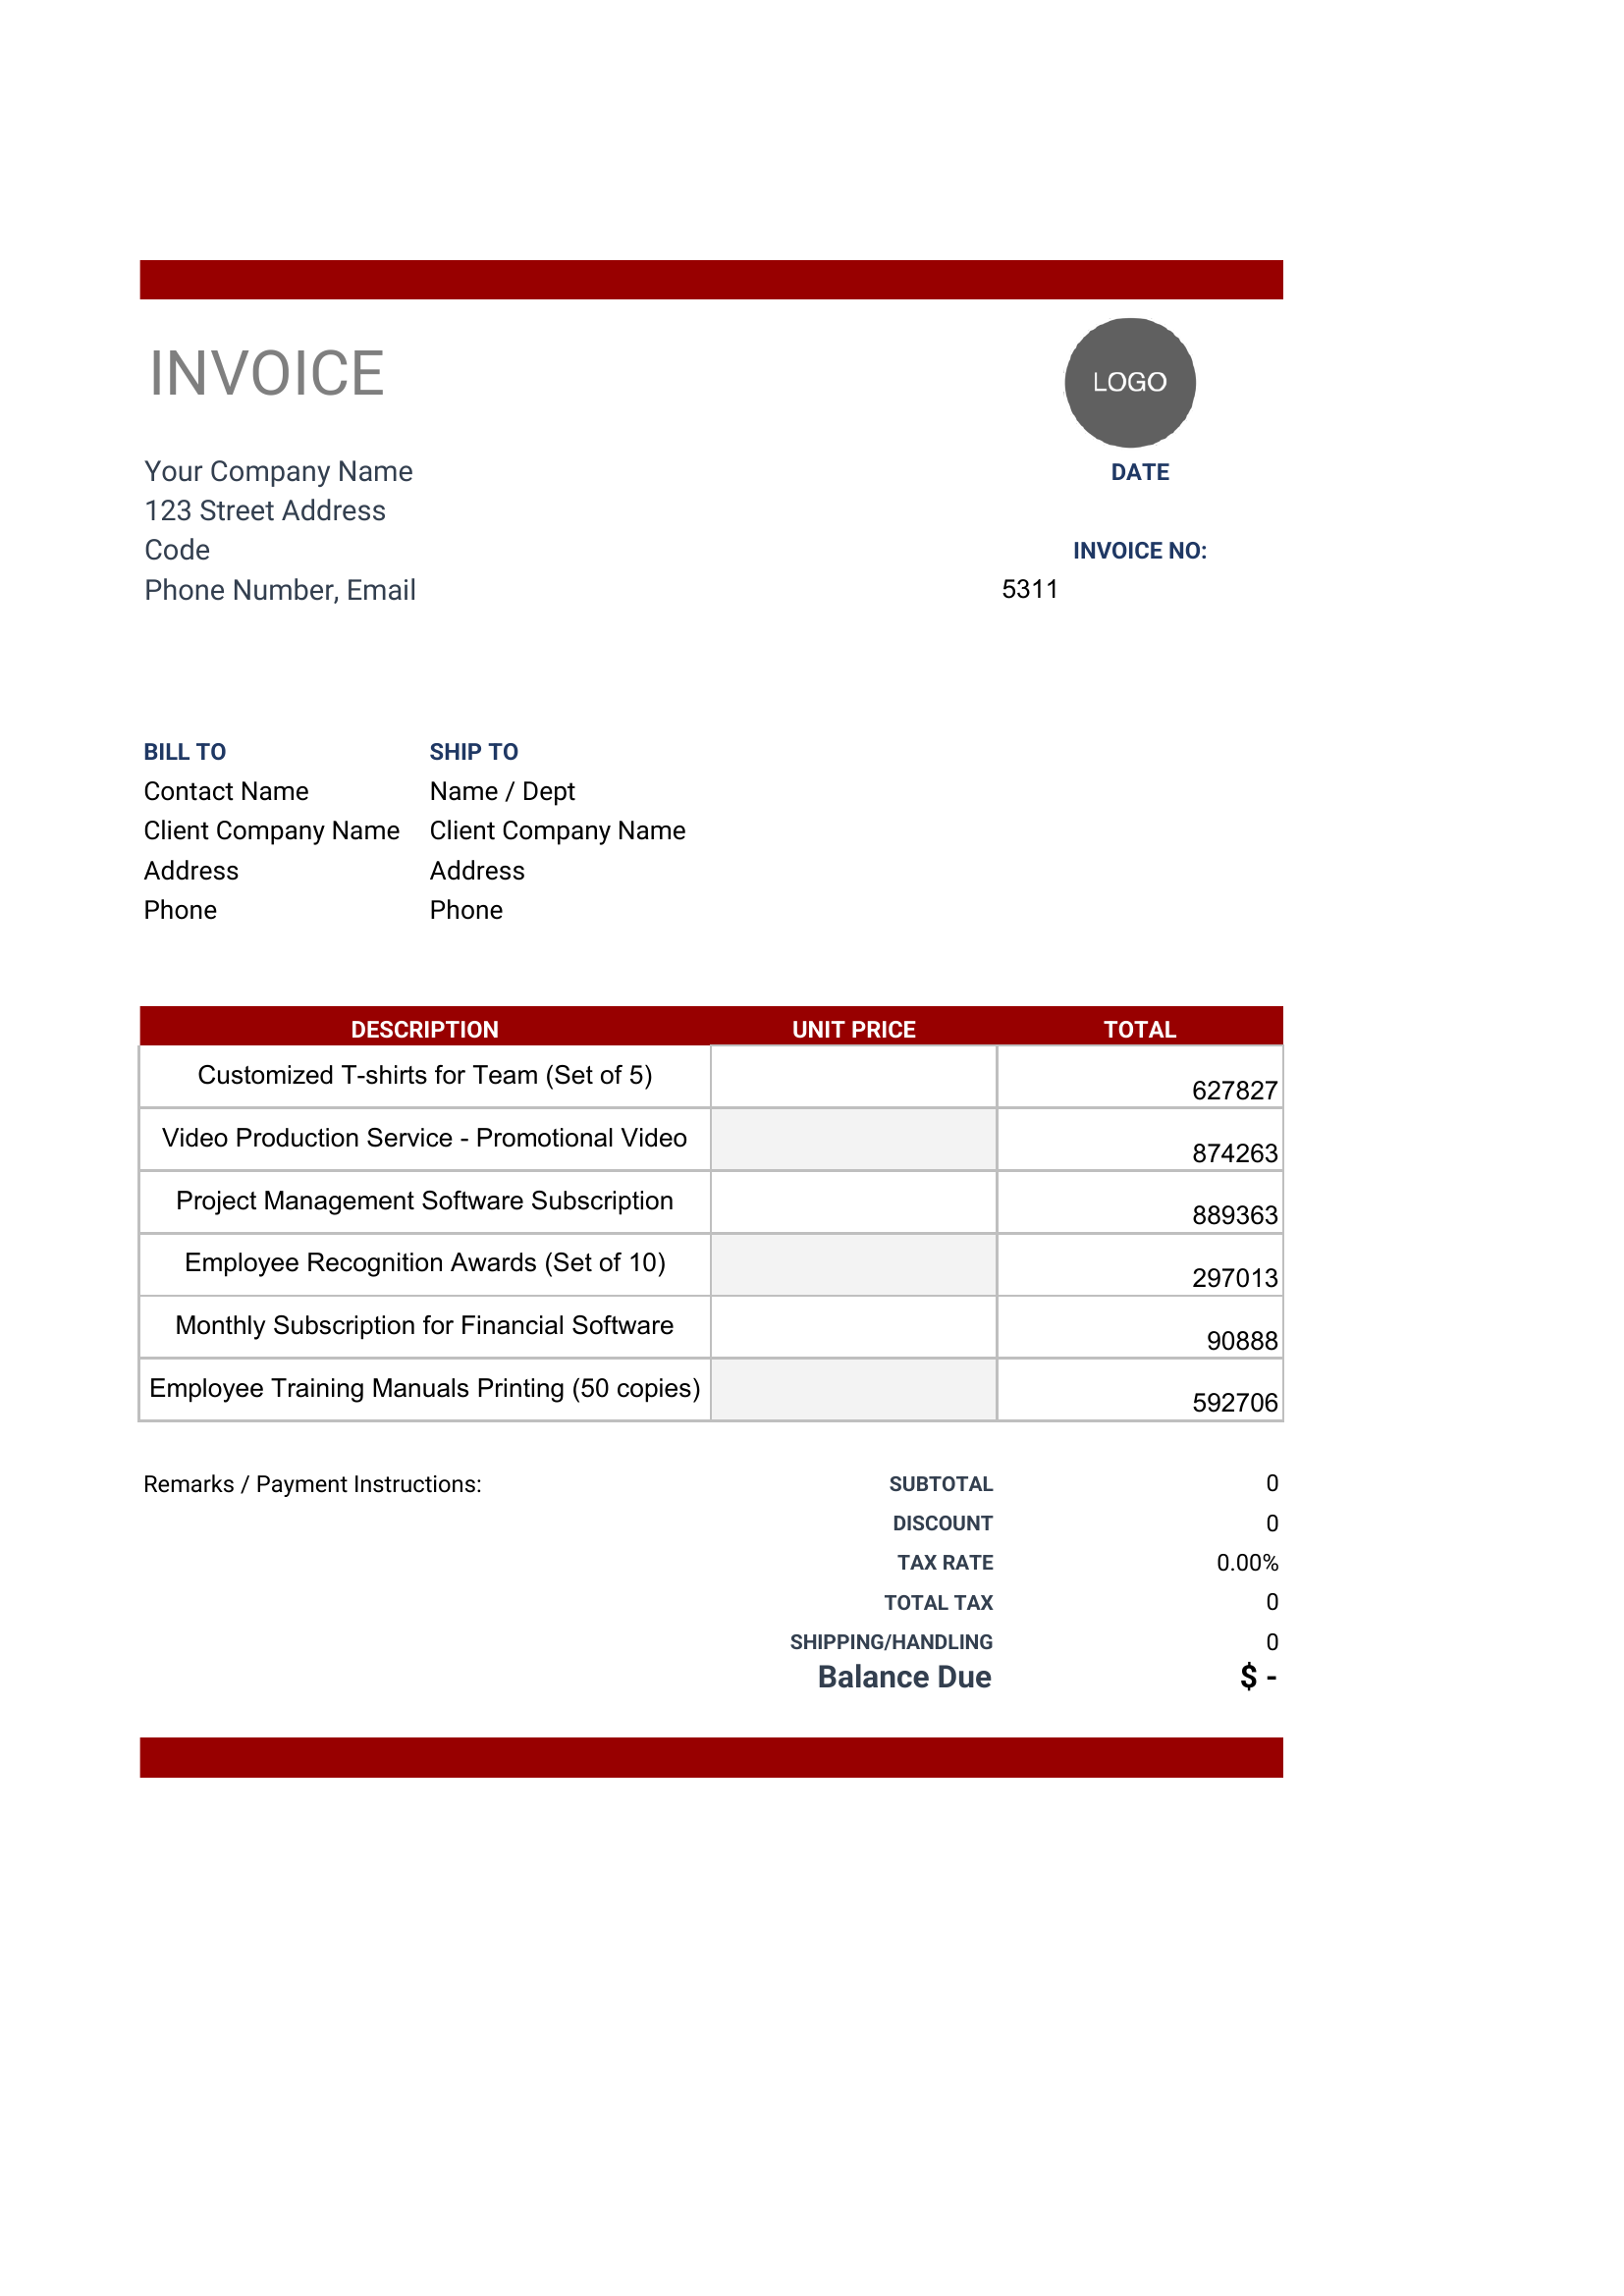 INVOICE
LOGO
Your Company Name
DATE
123 Street Address
Code
INVOICE NO:
Phone Number, Email
5311
BILL TO
SHIP TO
Contact Name
Name / Dept
Client Company Name
Client Company Name
Address
Address
Phone
Phone
DESCRIPTION UNIT PRICE TOTAL
Customized T-shirts for Team (Set of 5) 627827
Video Production Service - Promotional Video 874263
Project Management Software Subscription 889363
Employee Recognition Awards (Set of 10) 297013
Monthly Subscription for Financial Software 90888
Employee Training Manuals Printing (50 copies) 592706
Remarks / Payment Instructions:
SUBTOTAL 0
DISCOUNT 0
TAX RATE 0.00%
TOTAL TAX 0
SHIPPING/HANDLING 0
Balance Due $ -